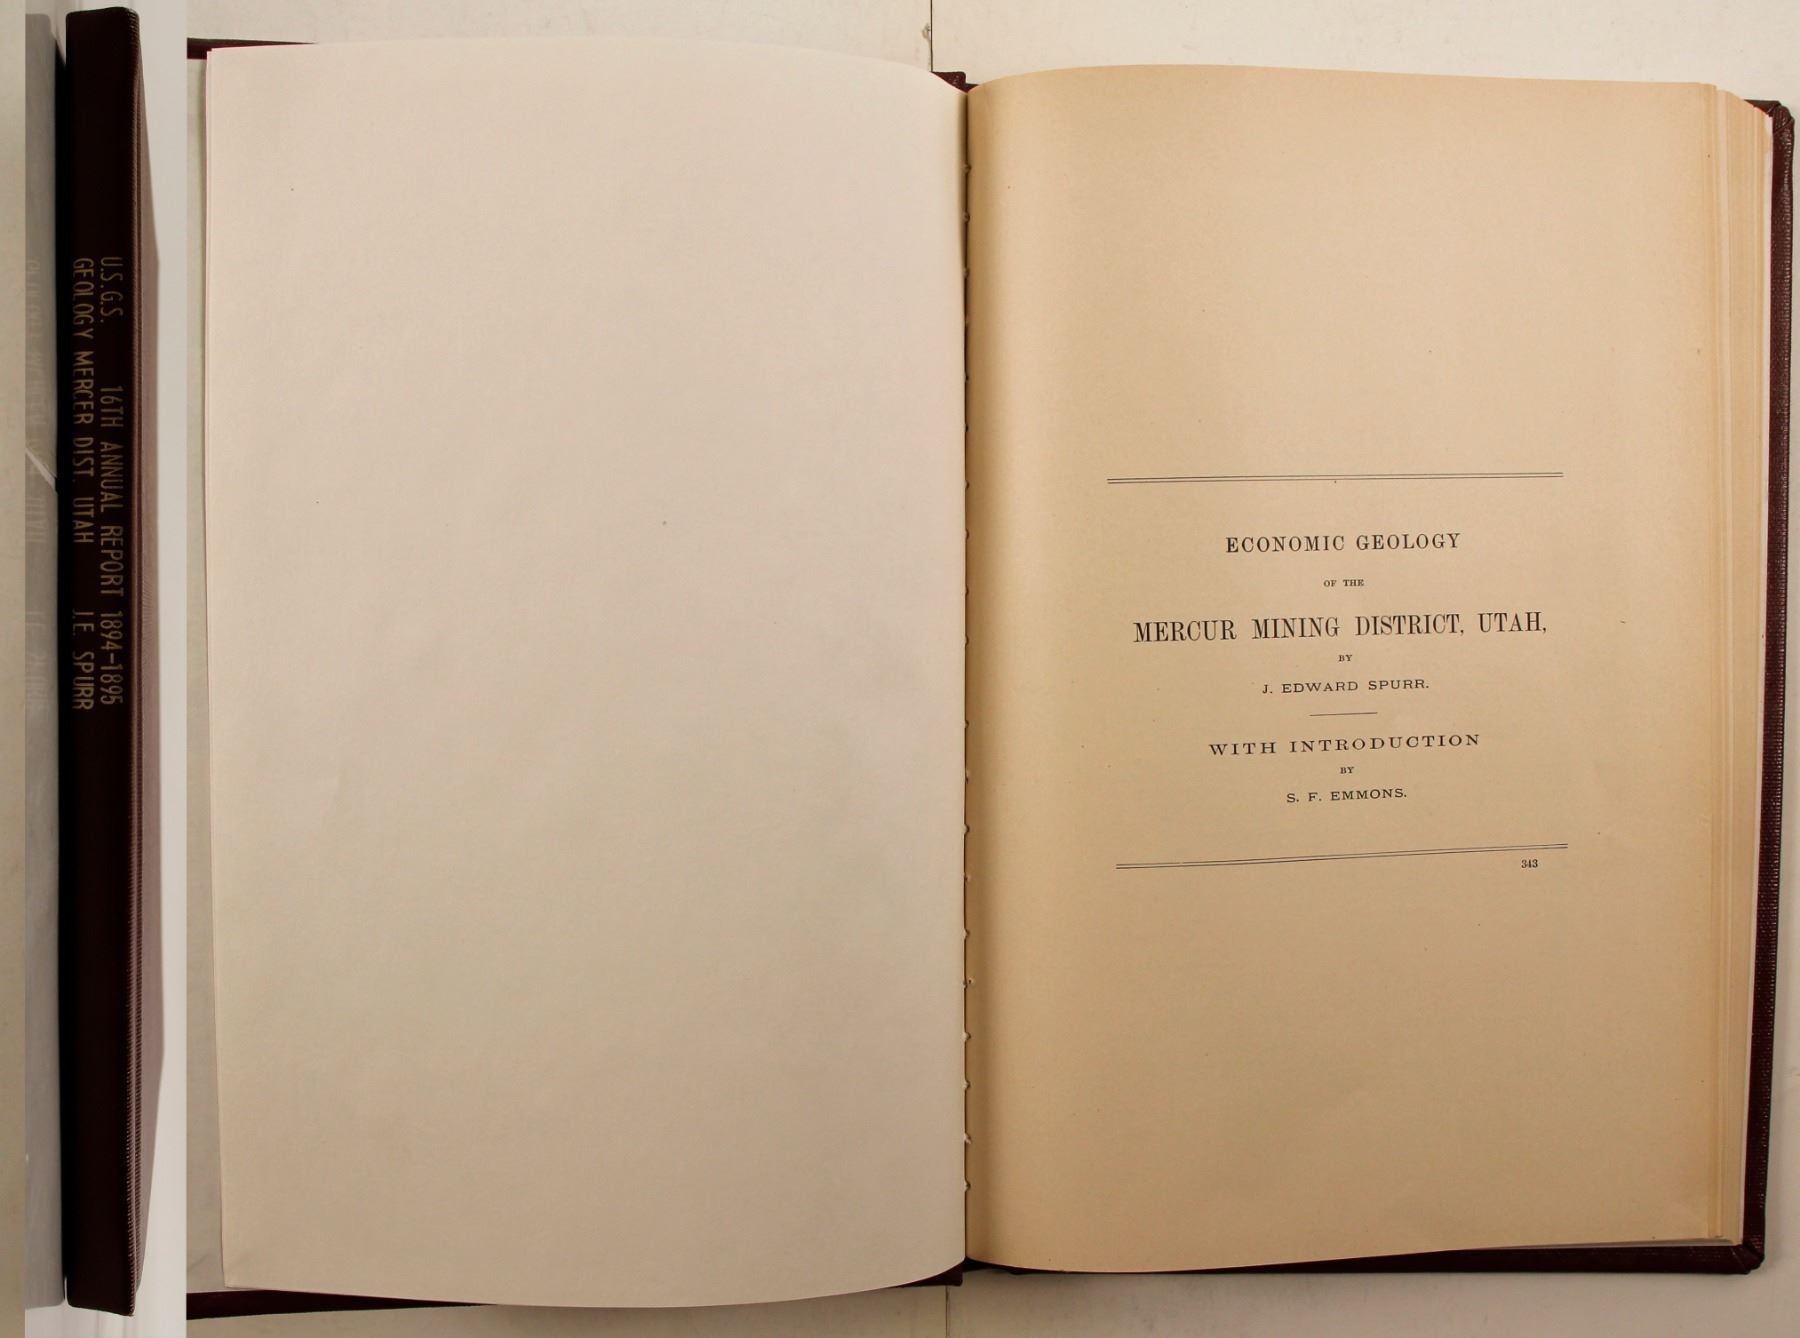 U.S.G.S. 16TH ANNUAL REPORT 1894-1895
GEOLOGY MERCER DIST. UTAH J.E. SPURR
ECONOMIC GEOLOGY
OF THE
MERCUR MINING DISTRICT, UTAH,
BY
J. EDWARD SPURR.
WITH INTRODUCTION
BY
S. F. EMMONS.
343